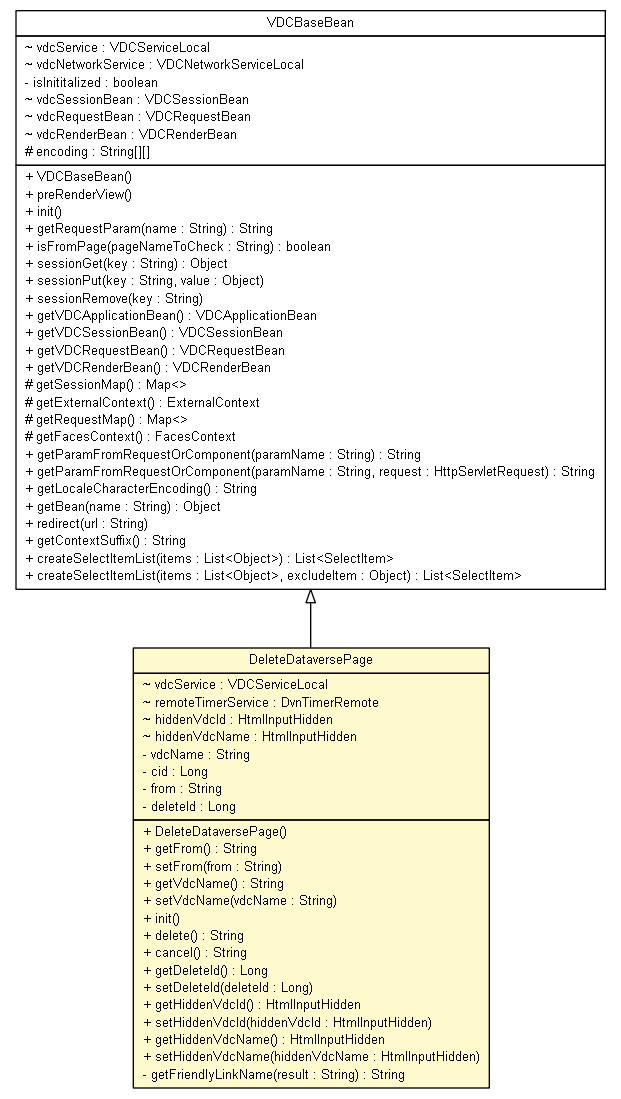 VDCBaseBean
~ vdcService : VDCServiceLocal
~ vdcNetworkService : VDCNetworkServiceLocal
- isInititalized : boolean
~ vdcSessionBean : VDCSessionBean
~ vdcRequestBean : VDCRequestBean
~ vdcRenderBean : VDCRenderBean
# encoding : String[][]
+ VDCBaseBean()
+ preRenderView()
+ init()
+ getRequestParam(name : String) : String
+ isFromPage(pageNameToCheck : String) : boolean
+ sessionGet(key : String) : Object
+ sessionPut(key : String, value : Object)
+ sessionRemove(key : String)
+ getVDCApplicationBean() : VDCApplicationBean
+ getVDCSessionBean() : VDCSessionBean
+ getVDCRequestBean() : VDCRequestBean
+ getVDCRenderBean() : VDCRenderBean
# getSessionMap() : Map<>
# getExternalContext() : ExternalContext
# getRequestMap() : Map<>
# getFacesContext() : FacesContext
+ getParamFromRequestOrComponent(paramName : String) : String
+ getParamFromRequestOrComponent(paramName : String, request : HttpServletRequest) : String
+ getLocaleCharacterEncoding() : String
+ getBean(name : String) : Object
+ redirect(url : String)
+ getContextSuffix() : String
+ createSelectItemList(items : List<Object>) : List<SelectItem>
+ createSelectItemList(items : List<Object>, excludeItem : Object) : List<SelectItem>
DeleteDataversePage
~ vdcService : VDCServiceLocal
~ remoteTimerService : DvnTimerRemote
~ hiddenVdcId : HtmlInputHidden
~ hiddenVdcName : HtmlInputHidden
- vdcName : String
- cid : Long
- from : String
- deleteId : Long
+ DeleteDataversePage()
+ getFrom() : String
+ setFrom(from : String)
+ getVdcName() : String
+ setVdcName(vdcName : String)
+ init()
+ delete() : String
+ cancel() : String
+ getDeleteId() : Long
+ setDeleteId(deleteId : Long)
+ getHiddenVdcId() : HtmlInputHidden
+ setHiddenVdcId(hiddenVdcId : HtmlInputHidden)
+ getHiddenVdcName() : HtmlInputHidden
+ setHiddenVdcName(hiddenVdcName : HtmlInputHidden)
- getFriendlyLinkName(result : String) : String